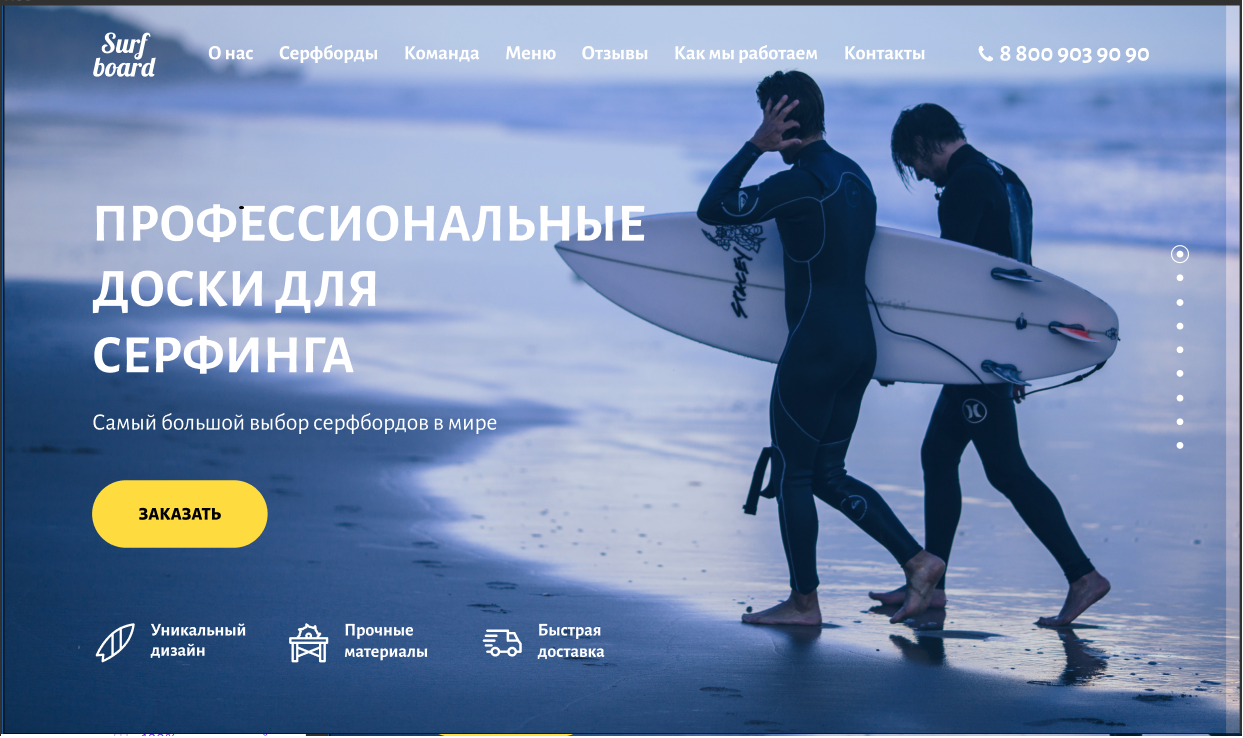 Surf
board
О нас Серфборды Команда Меню Отзывы Как мы работаем Контакты 8 800 903 90 90
ПРОФЕССИОНАЛЬНЫЕ
ДОСКИ ДЛЯ
СЕРФИНГА
STACEY
Самый большой выбор серфбордов в мире
ЗАКАЗАТЬ
Уникальный
дизайн
Прочные
материалы
Быстрая
доставка